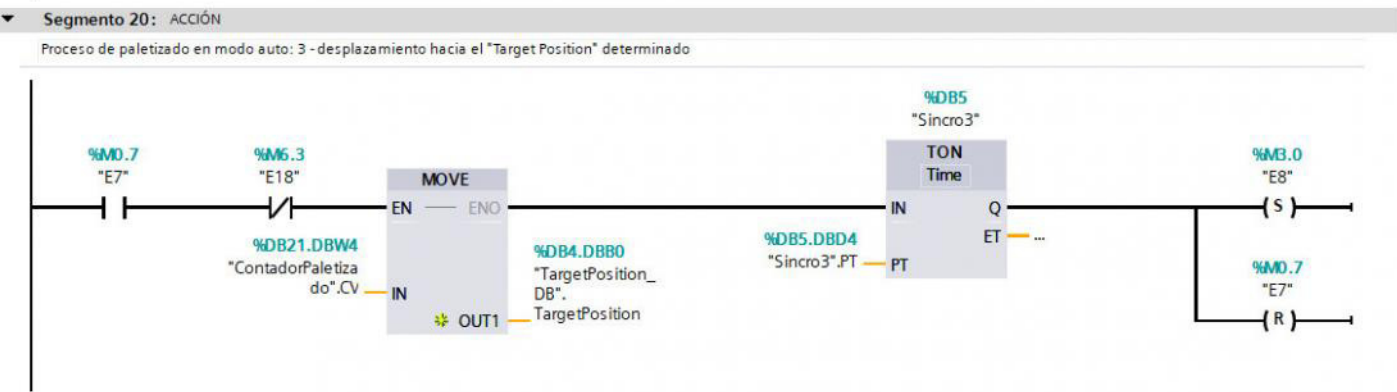 Segmento 20: ACCIÓN
Proceso de paletizado en modo auto: 3 - desplazamiento hacia el "Target Position" determinado
%DB5
"Sincro3"
%M0.7
"E7"
%M6.3
"E18"
MOVE
EN
ENO
%DB21.DBW4
"ContadorPaletiza
do".CV
IN
OUT1
%DB4.DBB0
"TargetPosition_
DB".
TargetPosition
TON
Time
IN
Q
ET
...
%DB5.DBD4
"Sincro3".PT
PT
%M3.0
"E8"
S
%M0.7
"E7"
R